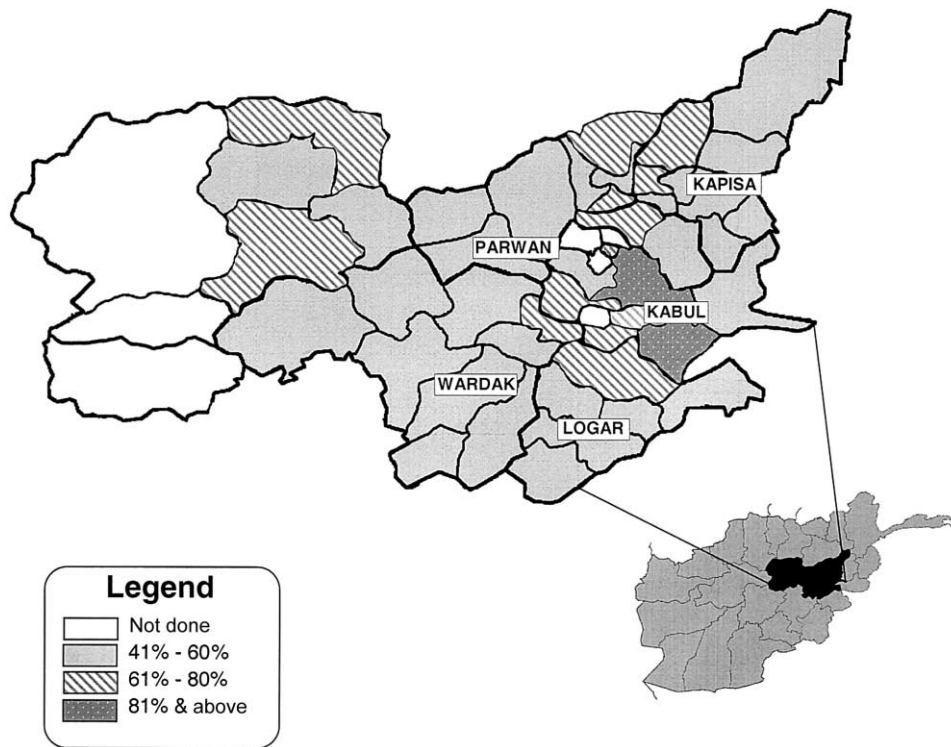 KAPISA
PARWAN
KABUL
WARDAK
LOGAR
Legend
Not done
41% - 60%
61% - 80%
81% & above